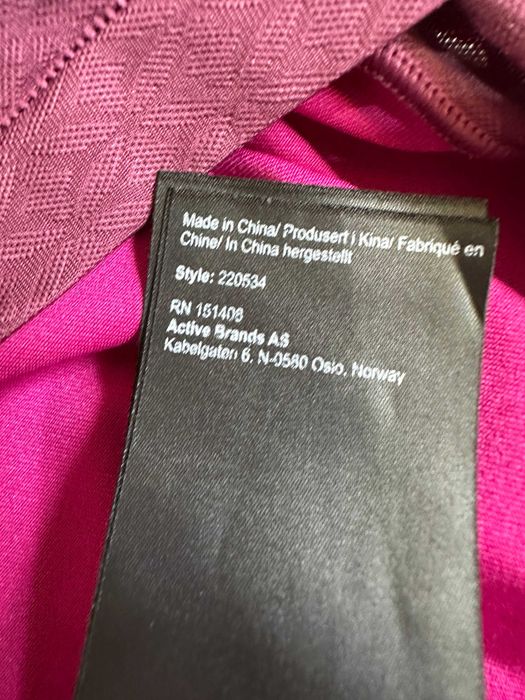 Made in China/ Produsert i Kina/ Fabriqué en
Chine/ In China hergestellt
Style: 220534
RN 151408
Active Brands AS
Kabelgaten 6, N-0580 Oslo, Norway